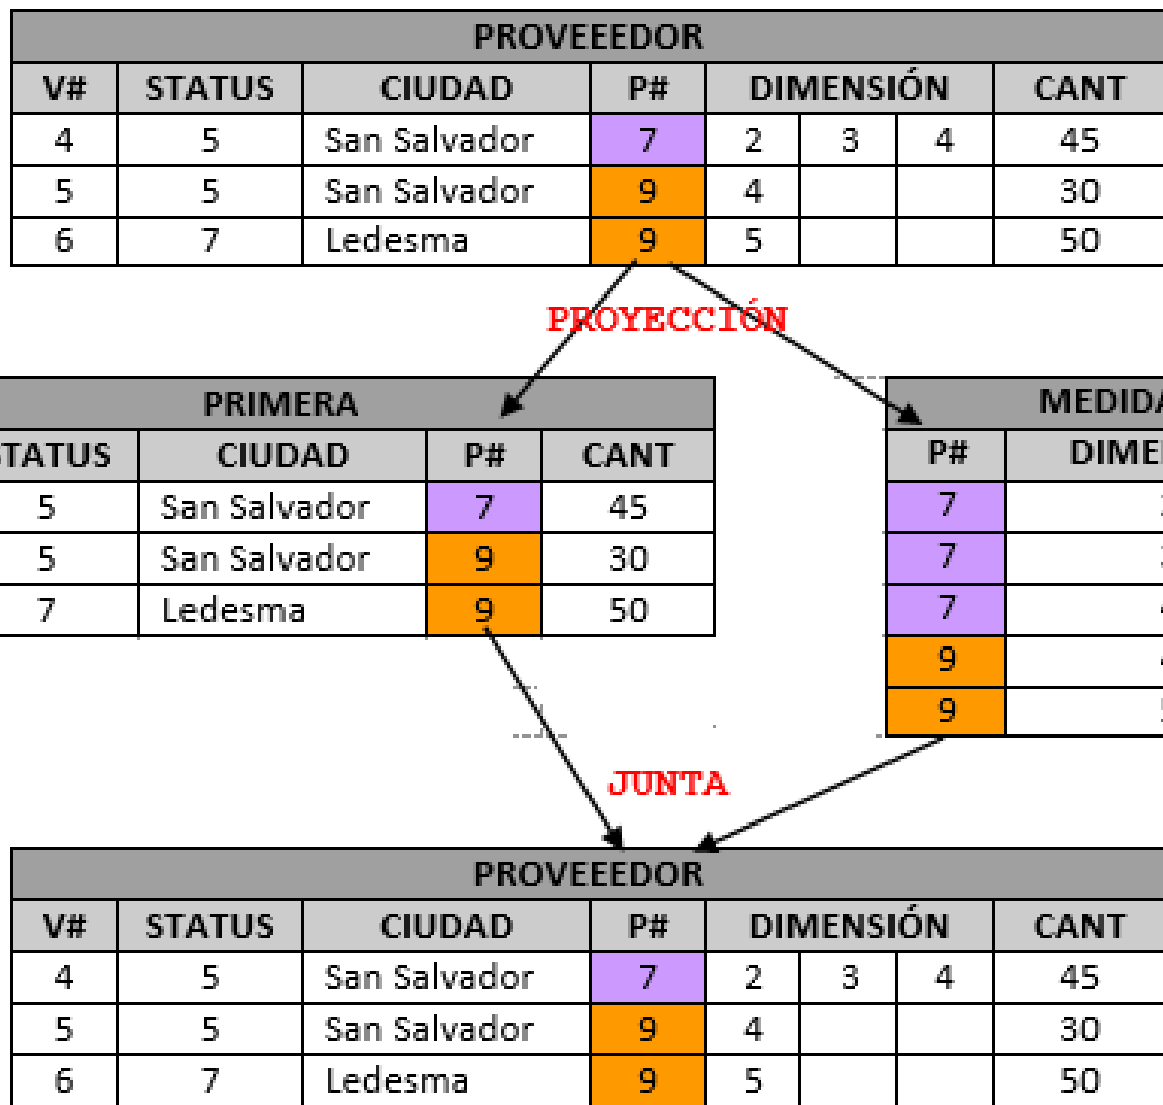 PROVEEEDOR
V# STATUS CIUDAD P# DIMENSIÓN CANT
4 5 San Salvador 7 2 3 4 45
5 5 San Salvador 9 4 30
6 7 Ledesma 9 5 50
PROYECCIÓN
PRIMERA
TATUS CIUDAD P# CANT
5 San Salvador 7 45
5 San Salvador 9 30
7 Ledesma 9 50
MEDIDA
P# DIME
7
7
7
9
9
JUNTA
PROVEEEDOR
V# STATUS CIUDAD P# DIMENSIÓN CANT
4 5 San Salvador 7 2 3 4 45
5 5 San Salvador 9 4 30
6 7 Ledesma 9 5 50